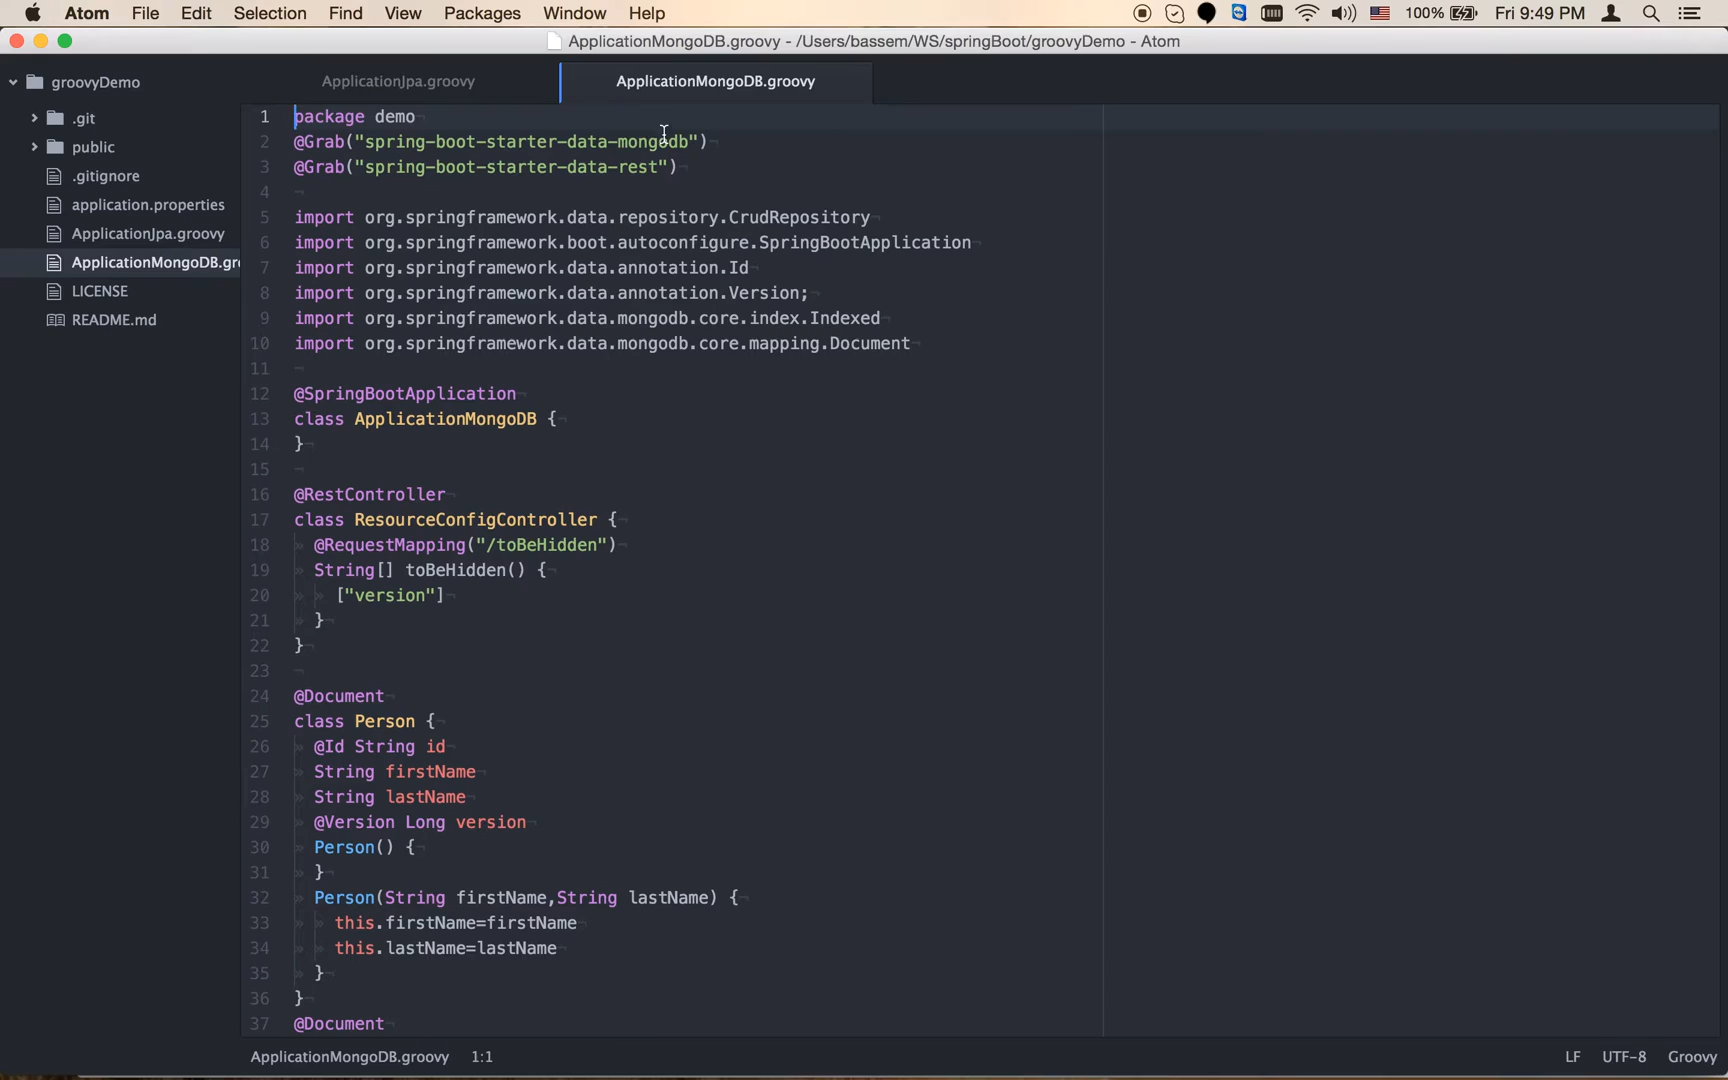 Atom File Edit Selection Find View Packages Window Help 100% Fri 9:49 PM
ApplicationMongoDB.groovy - /Users/bassem/WS/springBoot/groovyDemo - Atom
groovyDemo
.git
public
.gitignore
application.properties
ApplicationJpa.groovy
ApplicationMongoDB.gro
LICENSE
README.md
ApplicationJpa.groovy ApplicationMongoDB.groovy
1 package demo
2 @Grab("spring-boot-starter-data-mongodb")
3 @Grab("spring-boot-starter-data-rest")
4
5 import org.springframework.data.repository.CrudRepository
6 import org.springframework.boot.autoconfigure.SpringBootApplication
7 import org.springframework.data.annotation.Id
8 import org.springframework.data.annotation.Version;
9 import org.springframework.data.mongodb.core.index.Indexed
10 import org.springframework.data.mongodb.core.mapping.Document
11
12 @SpringBootApplication
13 class ApplicationMongoDB {
14 }
15
16 @RestController
17 class ResourceConfigController {
18 @RequestMapping("/toBeHidden")
19 String[] toBeHidden() {
20 ["version"]
21 }
22 }
23
24 @Document
25 class Person {
26 @Id String id
27 String firstName
28 String lastName
29 @Version Long version
30 Person() {
31 }
32 Person(String firstName,String lastName) {
33 this.firstName=firstName
34 this.lastName=lastName
35 }
36 }
37 @Document
ApplicationMongoDB.groovy 1:1 LF UTF-8 Groovy